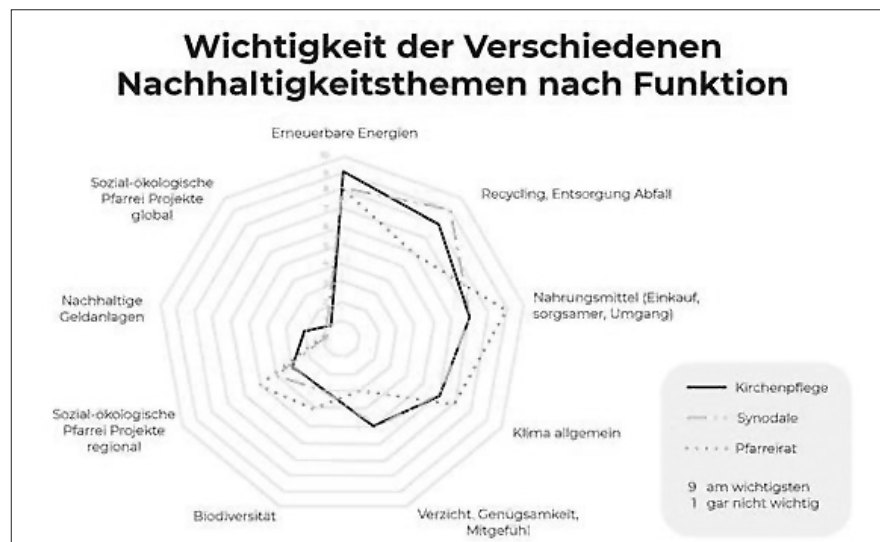 Wichtigkeit der Verschiedenen
Nachhaltigkeitsthemen nach Funktion
Erneuerbare Energien
Recycling, Entsorgung Abfall
Nahrungsmittel (Einkauf,
sorgsamer, Umgang)
Klima allgemein
Verzicht, Genügsamkeit,
Mitgefühl
Biodiversität
Sozial-ökologische
Pfarrei Projekte
regional
Nachhaltige
Geldanlagen
Sozial-ökologische
Pfarrei Projekte
global
Kirchenpflege
Synodale
Pfarreirat
9 am wichtigsten
1 gar nicht wichtig